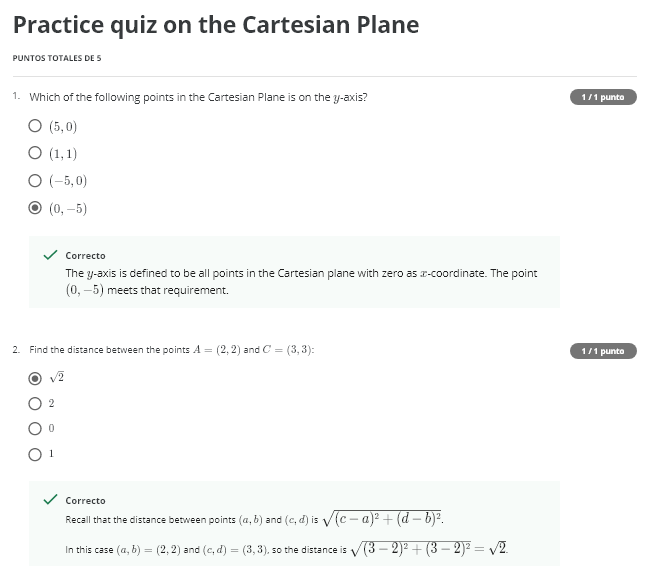 Practice quiz on the Cartesian Plane
PUNTOS TOTALES DE 5
1. Which of the following points in the Cartesian Plane is on the y-axis?
1 / 1 punto
(5, 0)
(1, 1)
(−5, 0)
(0, −5)
Correcto
The y-axis is defined to be all points in the Cartesian plane with zero as x-coordinate. The point
(0, −5) meets that requirement.
2. Find the distance between the points A = (2, 2) and C = (3, 3):
1 / 1 punto
√2
2
0
1
Correcto
Recall that the distance between points (a, b) and (c, d) is √(c − a)² + (d − b)².
In this case (a, b) = (2, 2) and (c, d) = (3, 3), so the distance is √(3 − 2)² + (3 − 2)² = √2.